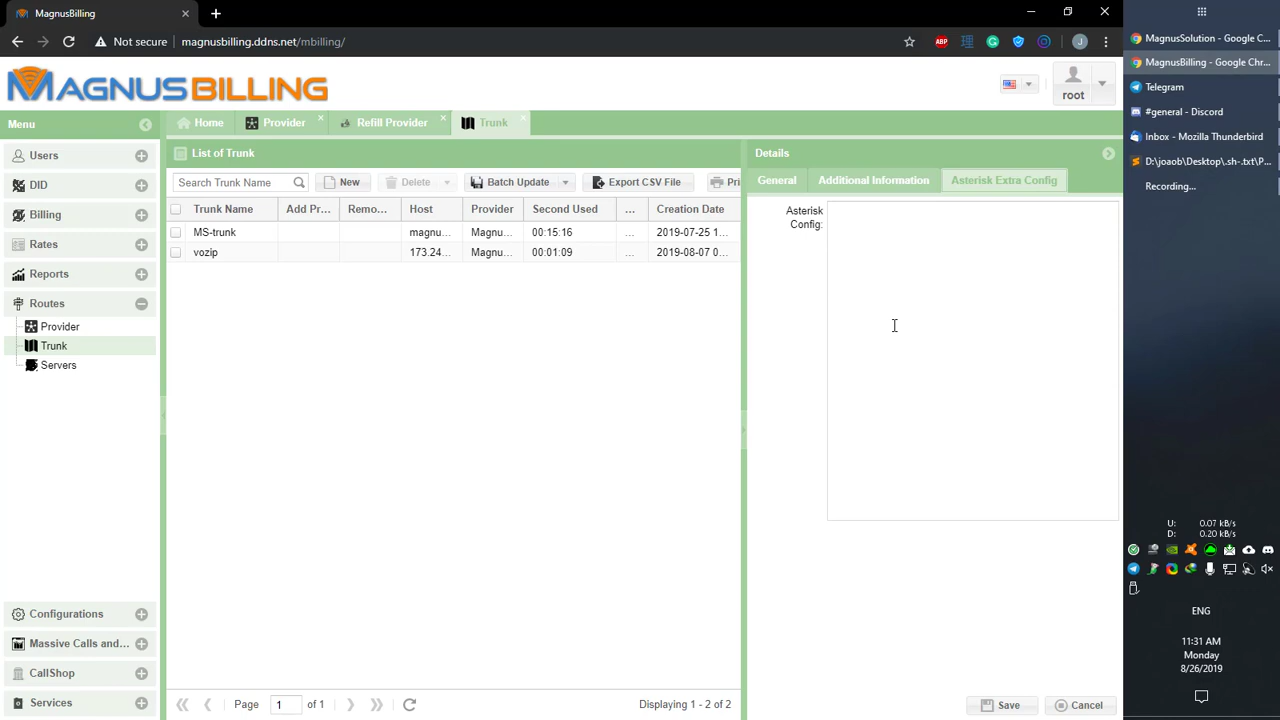 MagnusBilling
Not secure
magnusbilling.ddns.net/mbilling/
ABP
J
MAGNUSBILLING
root
Menu
Home
Provider
Refill Provider
Trunk
Users
DID
Billing
Rates
Reports
Routes
Provider
Trunk
Servers
Configurations
Massive Calls and...
CallShop
Services
List of Trunk
Search Trunk Name
New
Delete
Batch Update
Export CSV File
Pri
Trunk Name Add Pr... Remo... Host Provider Second Used ... Creation Date
MS-trunk magnu... Magnu... 00:15:16 ... 2019-07-25 1...
vozip 173.24... Magnu... 00:01:09 ... 2019-08-07 0...
Page 1 of 1
Displaying 1 - 2 of 2
Details
General
Additional Information
Asterisk Extra Config
Asterisk
Config:
Save
Cancel
MagnusSolution - Google C...
MagnusBilling - Google Chr...
Telegram
#general - Discord
Inbox - Mozilla Thunderbird
D:\joaob\Desktop\.sh-.txt\P...
Recording...
U: 0.07 kB/s
D: 0.20 kB/s
ENG
11:31 AM
Monday
8/26/2019